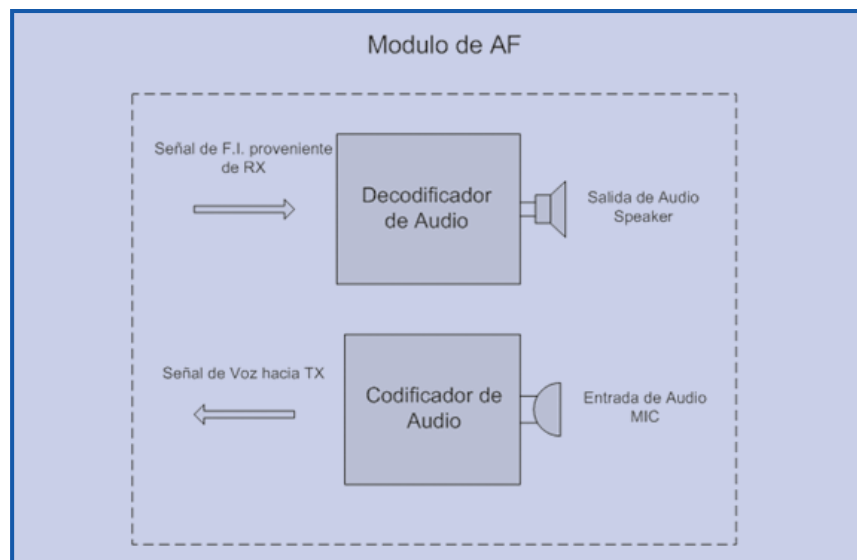 Modulo de AF
Señal de F.I. proveniente
de RX
Decodificador
de Audio
Salida de Audio
Speaker
Señal de Voz hacia TX
Codificador de
Audio
Entrada de Audio
MIC